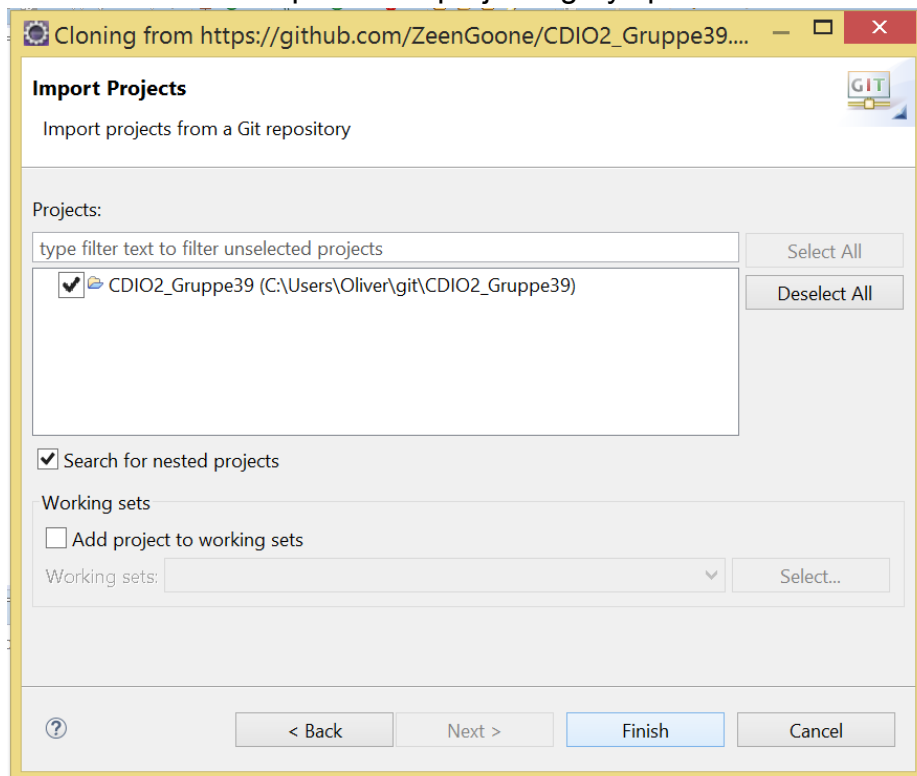 Cloning from https://github.com/ZeenGoone/CDIO2_Gruppe39....
Import Projects
GIT
Import projects from a Git repository
Projects:
type filter text to filter unselected projects
Select All
CDIO2_Gruppe39 (C:\Users\Oliver\git\CDIO2_Gruppe39)
Deselect All
Search for nested projects
Working sets
Add project to working sets
Working sets:
Select...
?
< Back
Next >
Finish
Cancel